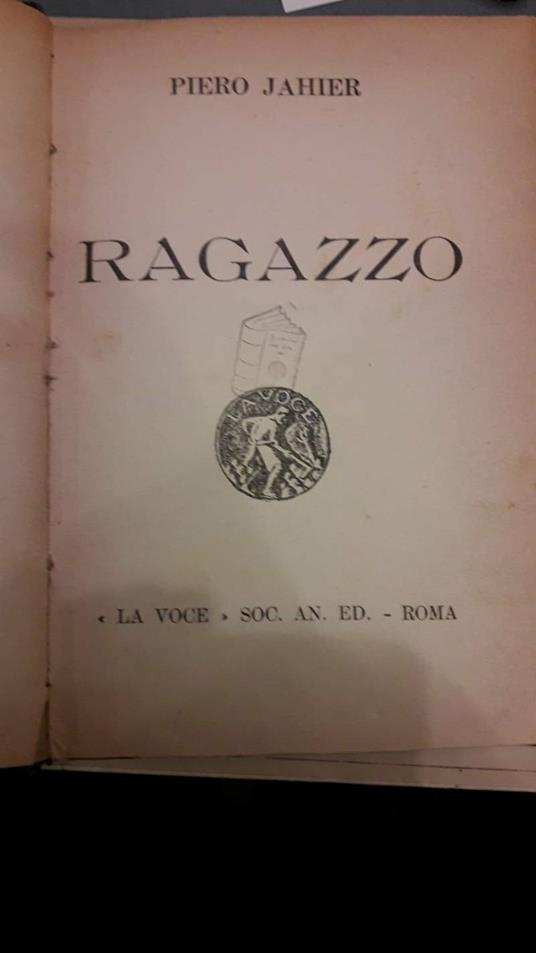 PIERO JAHIER
RAGAZZO
LA VOCE
« LA VOCE » SOC. AN. ED. - ROMA